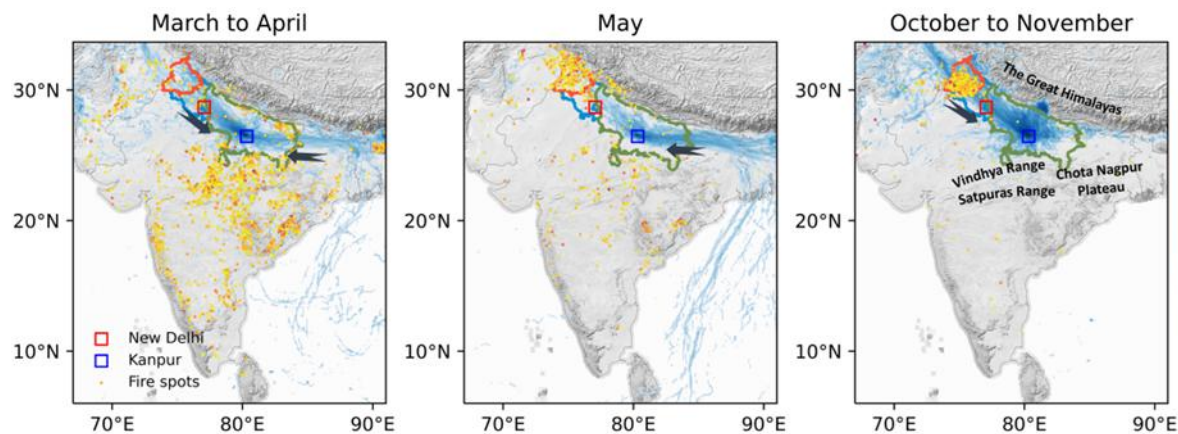 March to April
May
October to November
30°N
20°N
10°N
70°E
80°E
90°E
New Delhi
Kanpur
Fire spots
30°N
20°N
10°N
70°E
80°E
90°E
30°N
20°N
10°N
70°E
80°E
90°E
The Great Himalayas
Vindhya Range
Satpuras Range
Chota Nagpur
Plateau